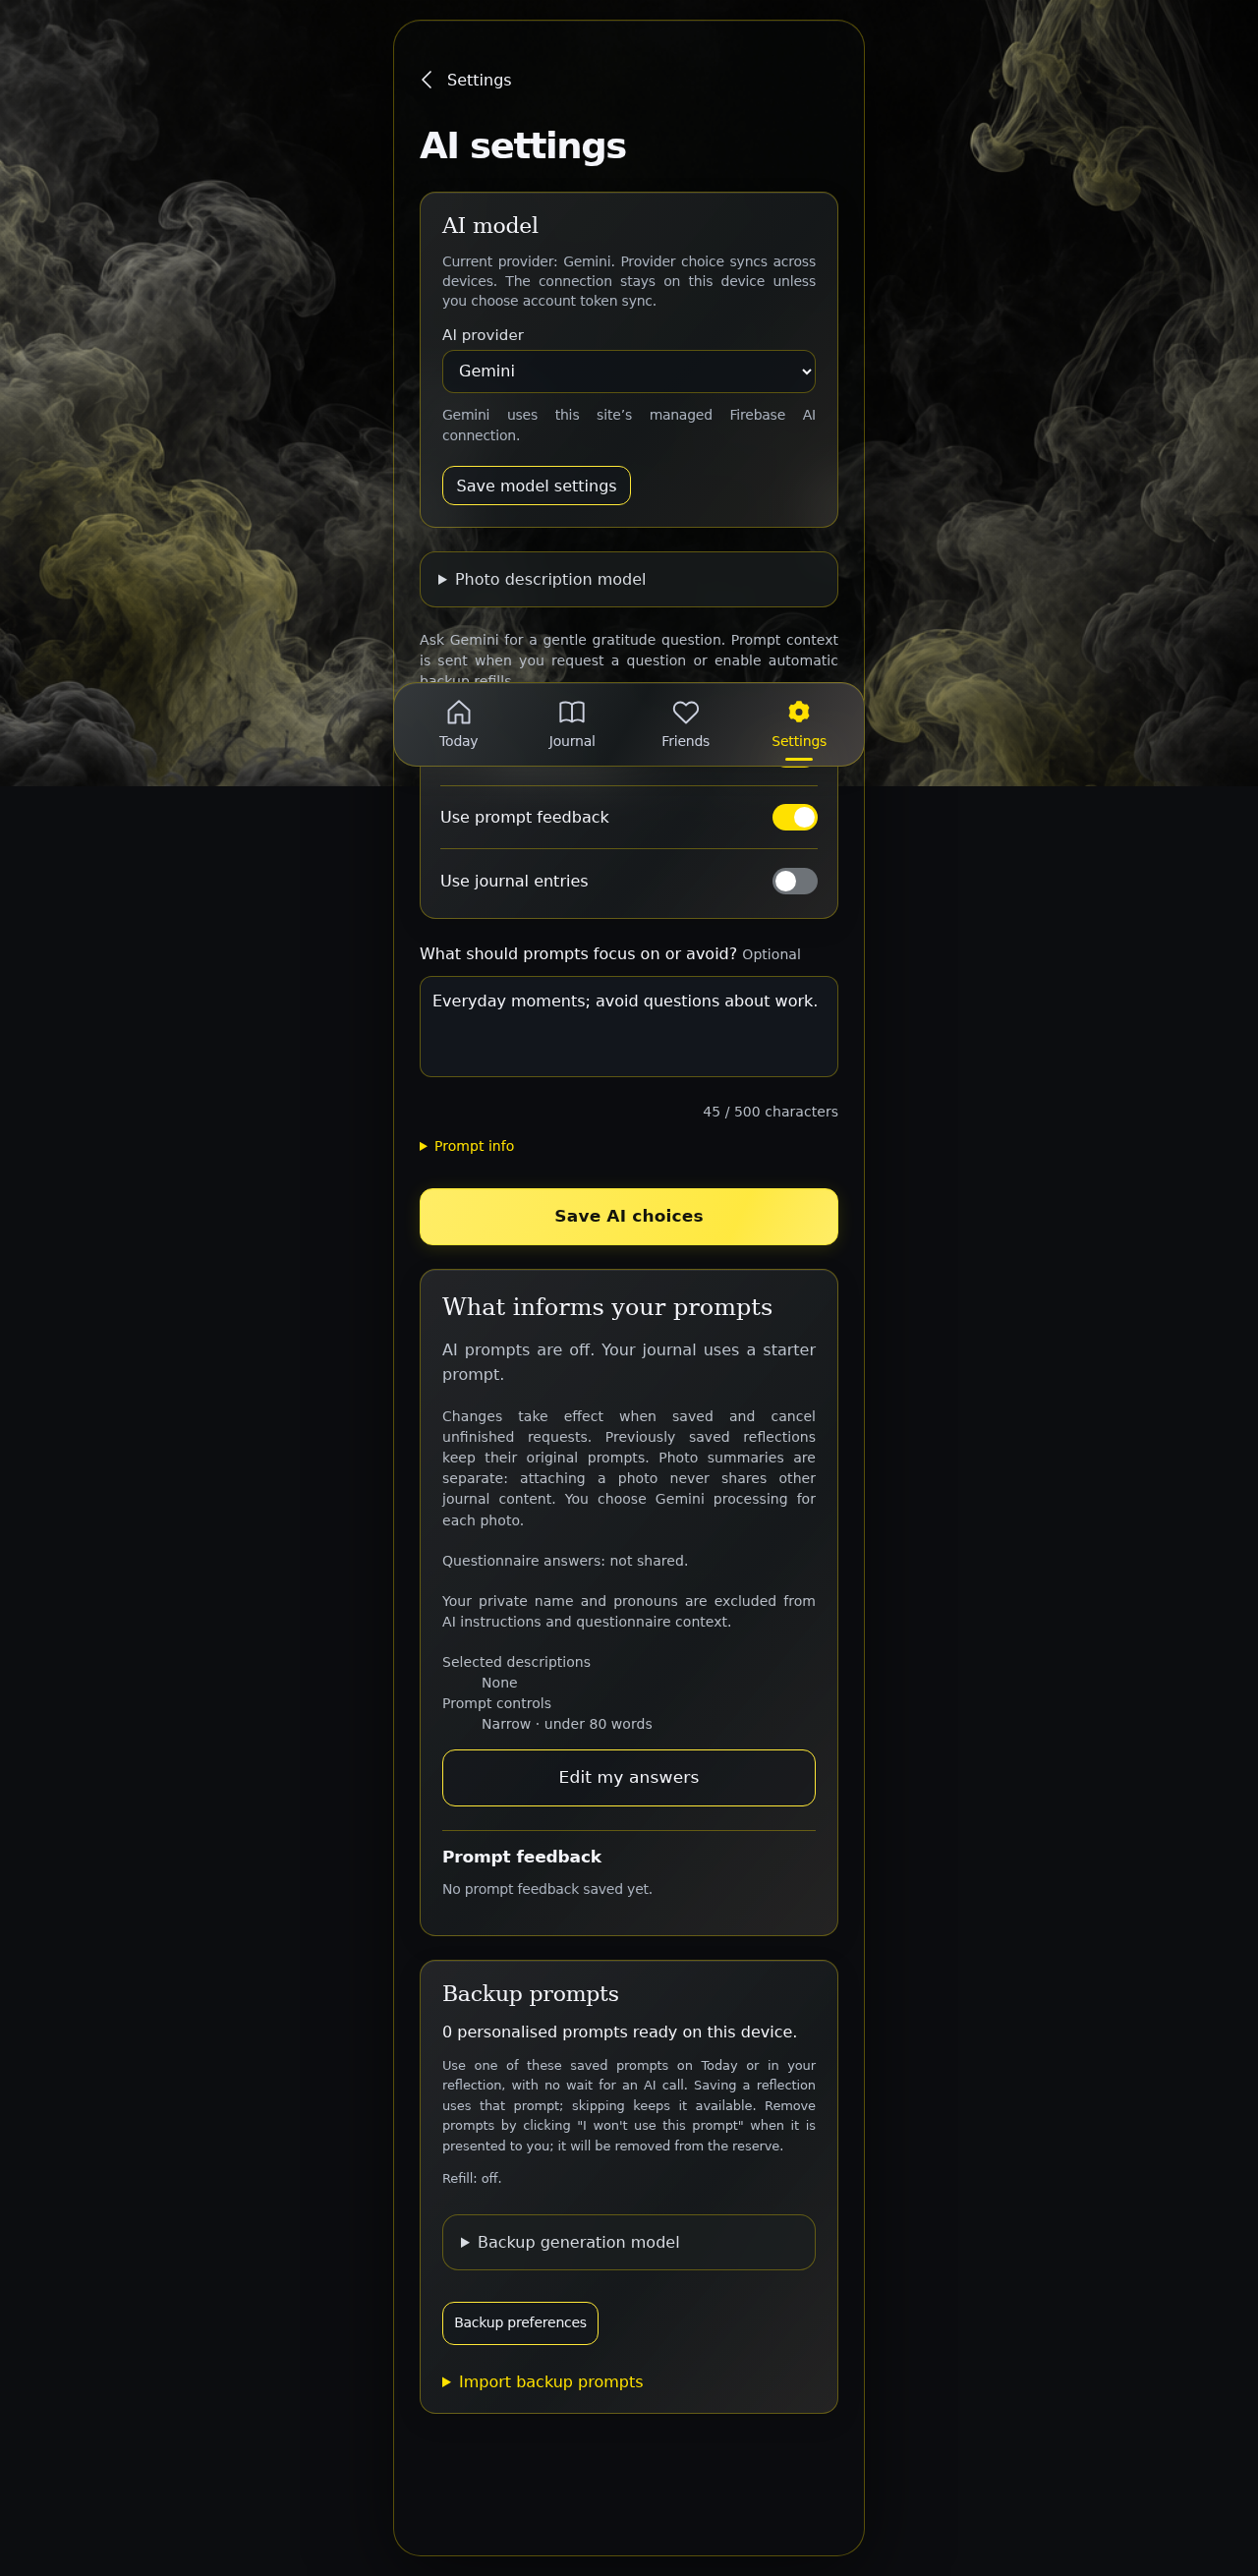 Settings
AI settings
AI model
Current provider: Gemini. Provider choice syncs across
devices. The connection stays on this device unless
you choose account token sync.
AI provider
Gemini
Gemini uses this site’s managed Firebase AI
connection.
Save model settings
Photo description model
Ask Gemini for a gentle gratitude question. Prompt context
is sent when you request a question or enable automatic
backup refills.
Today
Journal
Friends
Settings
Use prompt feedback
Use journal entries
What should prompts focus on or avoid? Optional
Everyday moments; avoid questions about work.
45 / 500 characters
Prompt info
Save AI choices
What informs your prompts
AI prompts are off. Your journal uses a starter
prompt.
Changes take effect when saved and cancel
unfinished requests. Previously saved reflections
keep their original prompts. Photo summaries are
separate: attaching a photo never shares other
journal content. You choose Gemini processing for
each photo.
Questionnaire answers: not shared.
Your private name and pronouns are excluded from
AI instructions and questionnaire context.
Selected descriptions
None
Prompt controls
Narrow · under 80 words
Edit my answers
Prompt feedback
No prompt feedback saved yet.
Backup prompts
0 personalised prompts ready on this device.
Use one of these saved prompts on Today or in your
reflection, with no wait for an AI call. Saving a reflection
uses that prompt; skipping keeps it available. Remove
prompts by clicking "I won't use this prompt" when it is
presented to you; it will be removed from the reserve.
Refill: off.
Backup generation model
Backup preferences
Import backup prompts